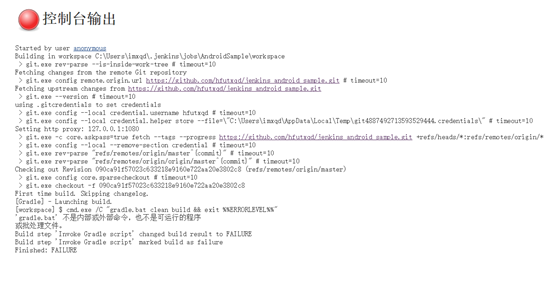 控制台输出
Started by user anonymous
Building in workspace C:\Users\imxqd\.jenkins\jobs\AndroidSample\workspace
> git.exe rev-parse --is-inside-work-tree # timeout=10
Fetching changes from the remote Git repository
> git.exe config remote.origin.url https://github.com/hfutxqd/jenkins_android_sample.git # timeout=10
Fetching upstream changes from https://github.com/hfutxqd/jenkins_android_sample.git
> git.exe --version # timeout=10
using .gitcredentials to set credentials
> git.exe config --local credential.username hfutxqd # timeout=10
> git.exe config --local credential.helper store --file=\"C:\Users\imxqd\AppData\Local\Temp\git4887492713593529444.credentials\" # timeout=10
Setting http proxy: 127.0.0.1:1080
> git.exe -c core.askpass=true fetch --tags --progress https://github.com/hfutxqd/jenkins_android_sample.git +refs/heads/*:refs/remotes/origin/*
> git.exe config --local --remove-section credential # timeout=10
> git.exe rev-parse "refs/remotes/origin/master^{commit}" # timeout=10
> git.exe rev-parse "refs/remotes/origin/origin/master^{commit}" # timeout=10
Checking out Revision 090ca91f57023c633218e9160e722aa20e3802c8 (refs/remotes/origin/master)
> git.exe config core.sparsecheckout # timeout=10
> git.exe checkout -f 090ca91f57023c633218e9160e722aa20e3802c8
First time build. Skipping changelog.
[Gradle] - Launching build.
[workspace] $ cmd.exe /C "gradle.bat clean build && exit %%ERRORLEVEL%%"
'gradle.bat' 不是内部或外部命令，也不是可运行的程序
或批处理文件。
Build step 'Invoke Gradle script' changed build result to FAILURE
Build step 'Invoke Gradle script' marked build as failure
Finished: FAILURE